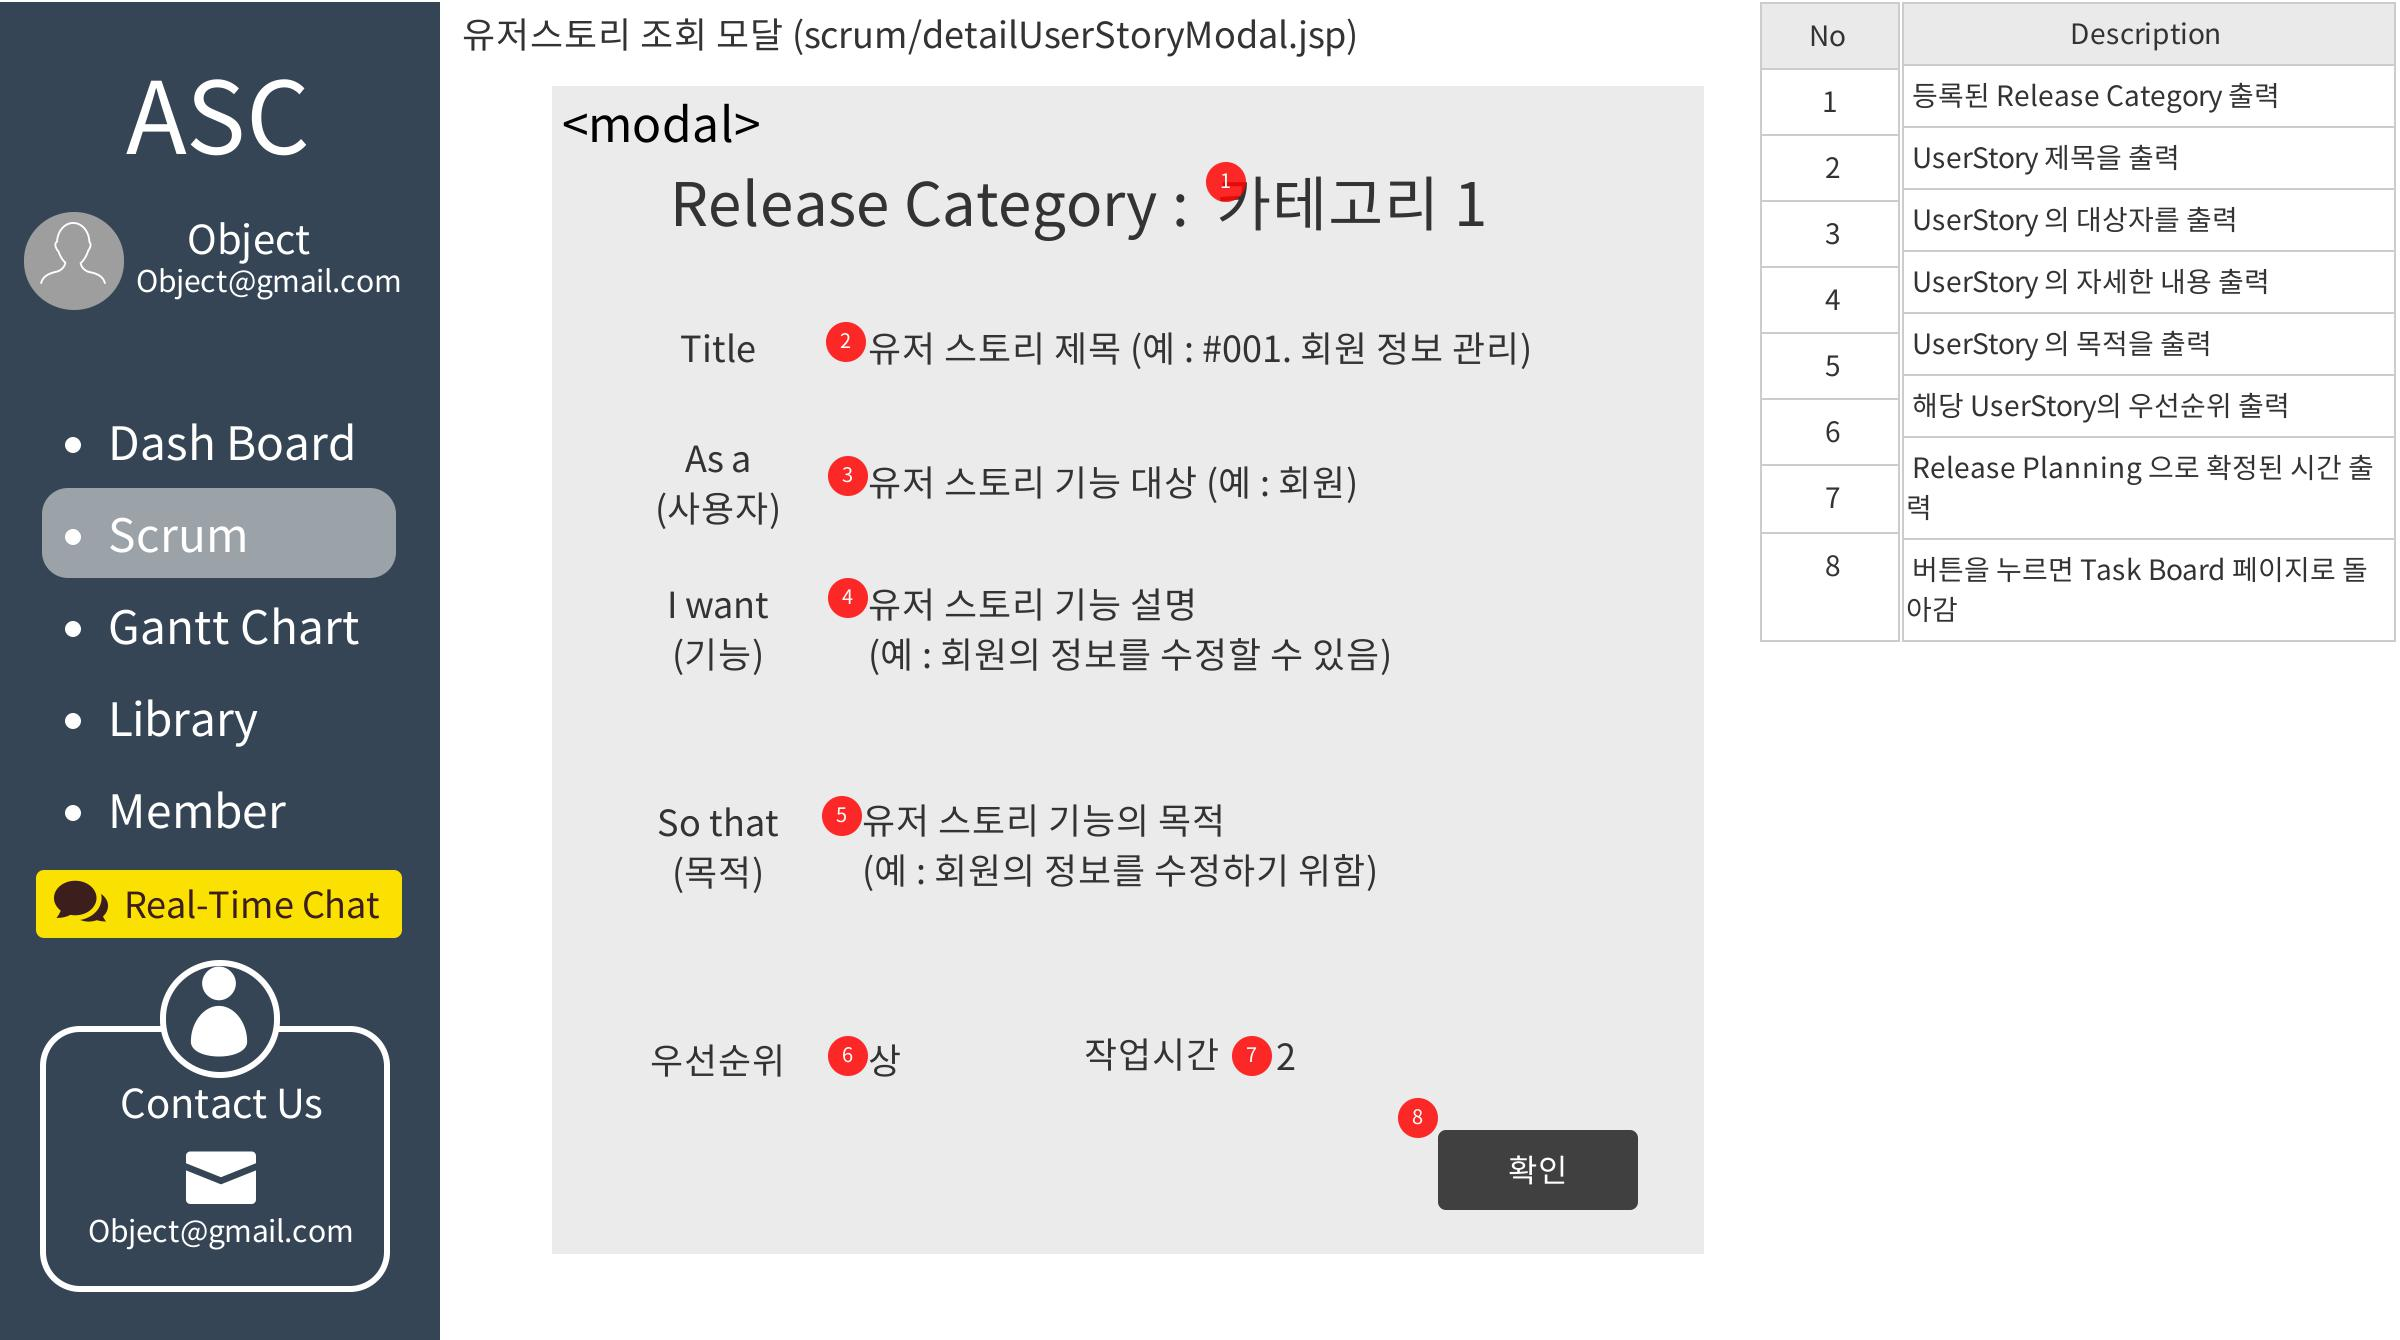 ASC
Object
Object@gmail.com
Dash Board
Scrum
Gantt Chart
Library
Member
Real-Time Chat
Contact Us
Object@gmail.com
유저스토리 조회 모달 (scrum/detailUserStoryModal.jsp)
<modal>
Release Category : 1 카테고리 1
Title 2 유저 스토리 제목 (예 : #001. 회원 정보 관리)
As a
(사용자)
3 유저 스토리 기능 대상 (예 : 회원)
I want
(기능)
4 유저 스토리 기능 설명
(예 : 회원의 정보를 수정할 수 있음)
So that
(목적)
5 유저 스토리 기능의 목적
(예 : 회원의 정보를 수정하기 위함)
우선순위 6 상 작업시간 7 2
8
확인
No Description
1 등록된 Release Category 출력
2 UserStory 제목을 출력
3 UserStory 의 대상자를 출력
4 UserStory 의 자세한 내용 출력
5 UserStory 의 목적을 출력
6 해당 UserStory의 우선순위 출력
7 Release Planning 으로 확정된 시간 출
력
8 버튼을 누르면 Task Board 페이지로 돌
아감